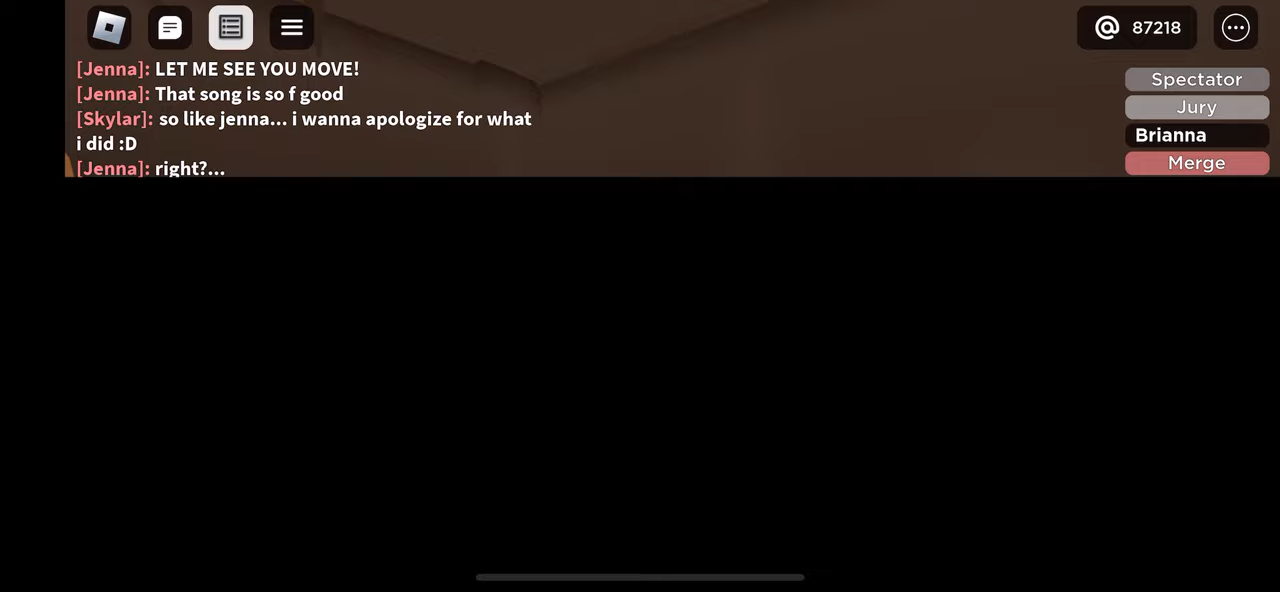 87218
[Jenna]: LET ME SEE YOU MOVE!
[Jenna]: That song is so f good
[Skylar]: so like jenna... i wanna apologize for what
i did :D
[Jenna]: right?...
Spectator
Jury
Brianna
Merge